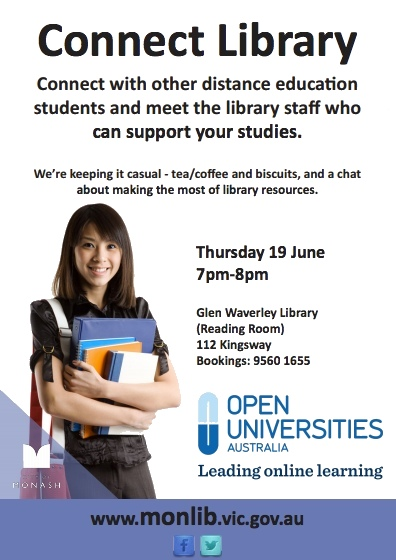 Connect Library
Connect with other distance education
students and meet the library staff who
can support your studies.
We're keeping it casual - tea/coffee and biscuits, and a chat
about making the most of library resources.
Thursday 19 June
7pm-8pm
Glen Waverley Library
(Reading Room)
112 Kingsway
Bookings: 9560 1655
OPEN
UNIVERSITIES
AUSTRALIA
Leading online learning
MONASH
www.monlib.vic.gov.au